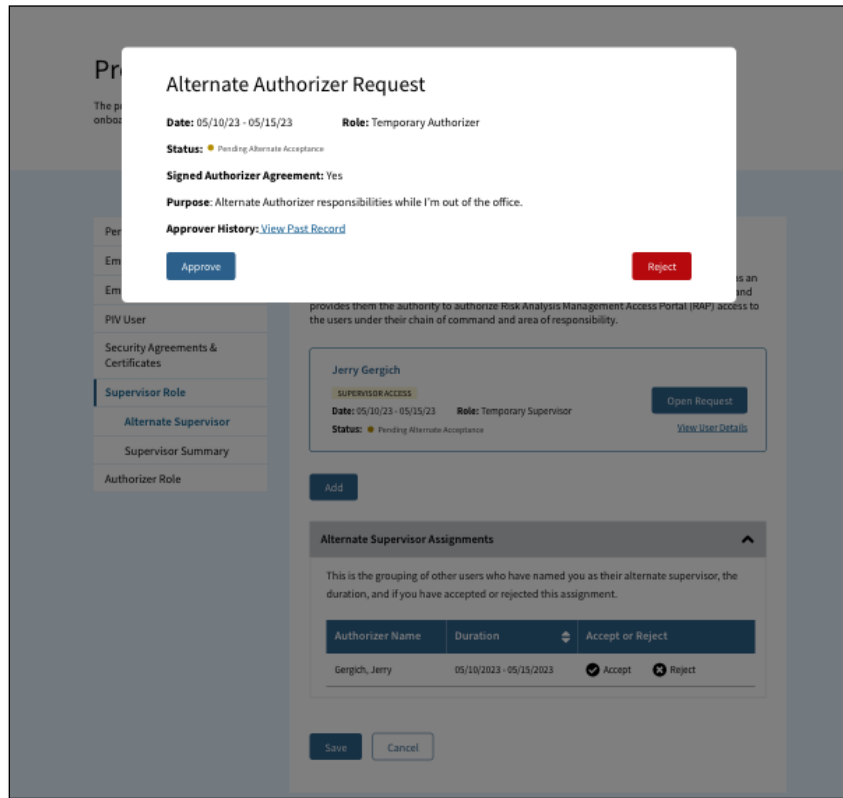 Pr
Alternate Authorizer Request
The p
onboa
Date: 05/10/23 - 05/15/23 Role: Temporary Authorizer
Status: Pending Alternate Acceptance
Signed Authorizer Agreement: Yes
Purpose: Alternate Authorizer responsibilities while I'm out of the office.
Approver History: View Past Record
Approve Reject
Per
Em
Em
PIV User
Security Agreements &
Certificates
Supervisor Role
Alternate Supervisor
Supervisor Summary
Authorizer Role
s an
and
provides them the authority to authorize Risk Analysis Management Access Portal (RAP) access to
the users under their chain of command and area of responsibility.
Jerry Gergich
SUPERVISOR ACCESS
Date: 05/10/23 - 05/15/23 Role: Temporary Supervisor
Status: Pending Alternate Acceptance
Open Request
View User Details
Add
Alternate Supervisor Assignments
This is the grouping of other users who have named you as their alternate supervisor, the
duration, and if you have accepted or rejected this assignment.
Authorizer Name Duration Accept or Reject
Gergich, Jerry 05/10/2023 - 05/15/2023 Accept Reject
Save Cancel